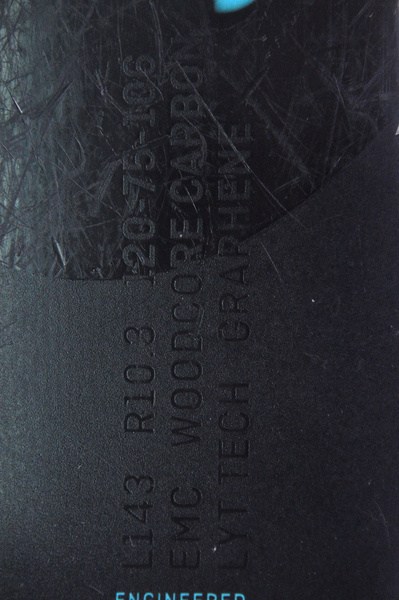 L143 R10.3 120-75-106
EMC WOODCORE CARBON
LYT TECH GRAPHENE
ENGINEERED